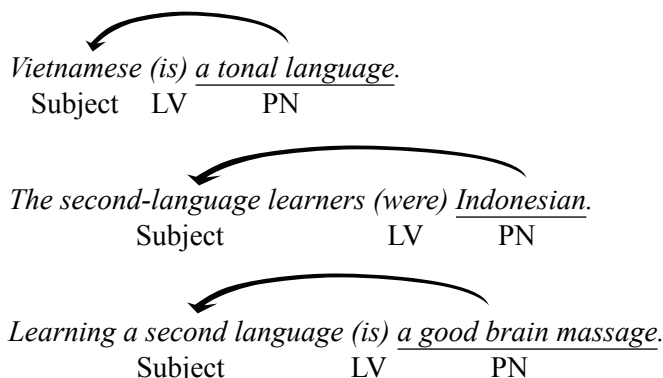 Vietnamese (is) a tonal language.
Subject LV PN
The second-language learners (were) Indonesian.
Subject LV PN
Learning a second language (is) a good brain massage.
Subject LV PN